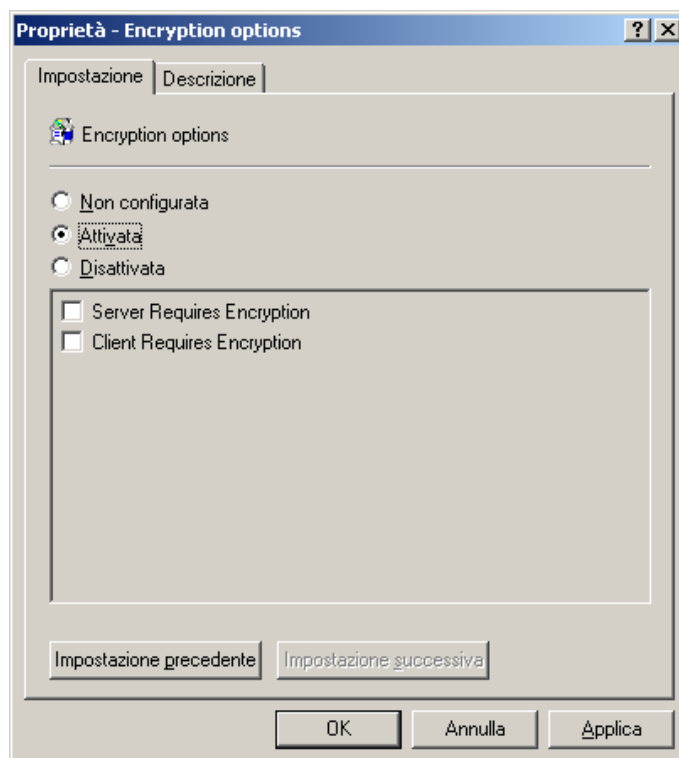 Proprietà - Encryption options
Impostazione Descrizione
Encryption options
Non configurata
Attivata
Disattivata
Server Requires Encryption
Client Requires Encryption
Impostazione precedente Impostazione successiva
OK Annulla Applica